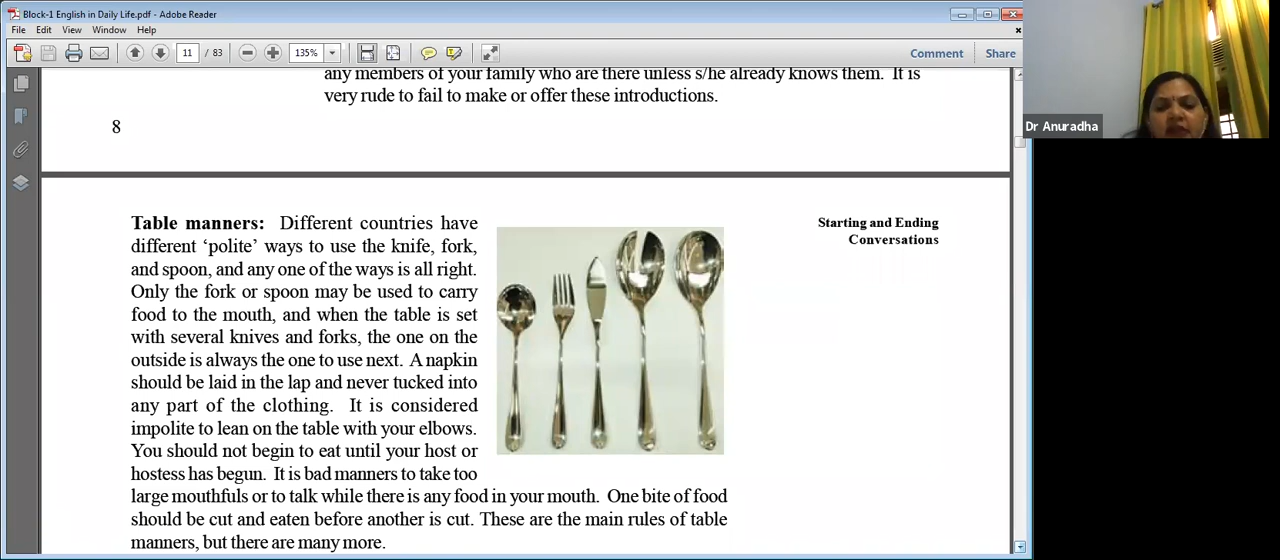 Block-1 English in Daily Life.pdf - Adobe Reader
File Edit View Window Help
11 / 83 135% Comment Share
any members of your family who are there unless s/he already knows them. It is
very rude to fail to make or offer these introductions.
8
Dr Anuradha
Starting and Ending
Conversations
Table manners: Different countries have
different ‘polite’ ways to use the knife, fork,
and spoon, and any one of the ways is all right.
Only the fork or spoon may be used to carry
food to the mouth, and when the table is set
with several knives and forks, the one on the
outside is always the one to use next. A napkin
should be laid in the lap and never tucked into
any part of the clothing. It is considered
impolite to lean on the table with your elbows.
You should not begin to eat until your host or
hostess has begun. It is bad manners to take too
large mouthfuls or to talk while there is any food in your mouth. One bite of food
should be cut and eaten before another is cut. These are the main rules of table
manners, but there are many more.